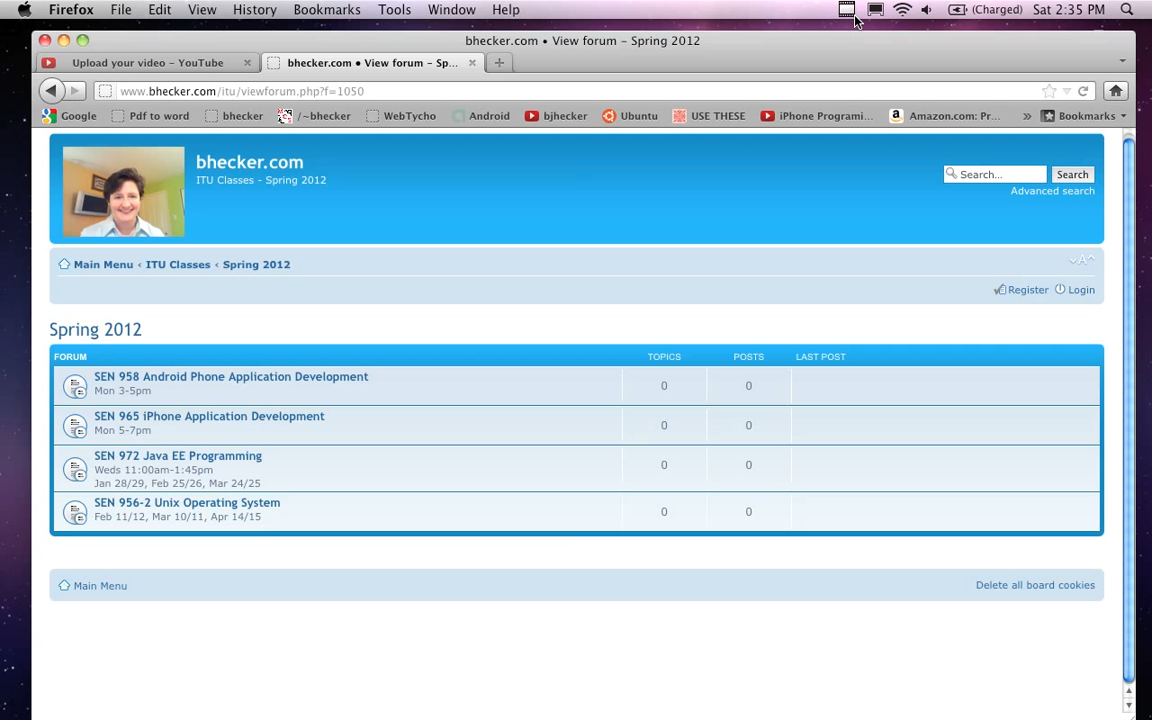 Firefox File Edit View History Bookmarks Tools Window Help (Charged) Sat 2:35 PM
bhecker.com • View forum – Spring 2012
Upload your video – YouTube bhecker.com • View forum – Sp...
www.bhecker.com/itu/viewforum.php?f=1050
Google Pdf to word bhecker /~bhecker WebTycho Android bjhecker Ubuntu USE THESE iPhone Programi... Amazon.com: Pr... » Bookmarks
bhecker.com
ITU Classes - Spring 2012
Search... Search
Advanced search
Main Menu ‹ ITU Classes ‹ Spring 2012
A
Register Login
Spring 2012
FORUM TOPICS POSTS LAST POST
SEN 958 Android Phone Application Development
Mon 3-5pm
0 0
SEN 965 iPhone Application Development
Mon 5-7pm
0 0
SEN 972 Java EE Programming
Weds 11:00am-1:45pm
Jan 28/29, Feb 25/26, Mar 24/25
0 0
SEN 956-2 Unix Operating System
Feb 11/12, Mar 10/11, Apr 14/15
0 0
Main Menu Delete all board cookies